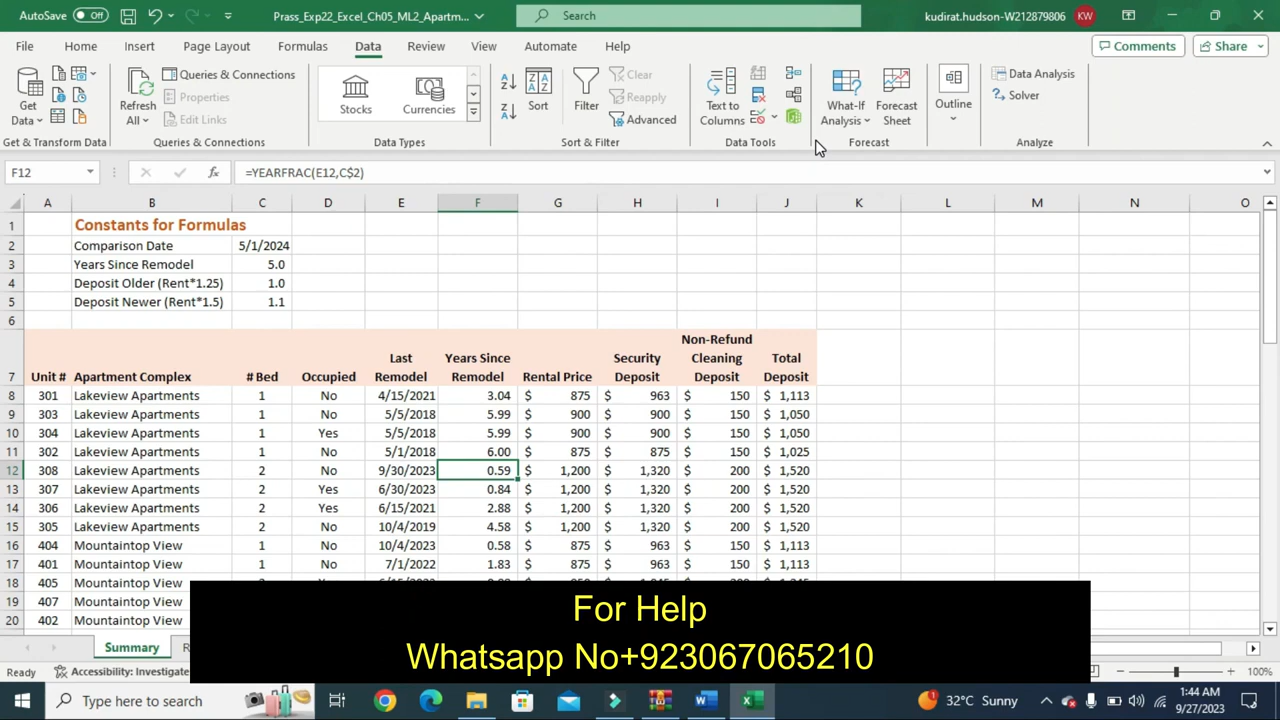 AutoSave Off Prass_Exp22_Excel_Ch05_ML2_Apartm... Search kudirat.hudson-W212879806 KW
File Home Insert Page Layout Formulas Data Review View Automate Help Comments Share
Get Data Refresh All Queries & Connections Properties Edit Links Stocks Currencies Sort Filter Clear Reapply Advanced Text to Columns What-If Analysis Forecast Sheet Outline Data Analysis Solver
Get & Transform Data Queries & Connections Data Types Sort & Filter Data Tools Forecast Analyze
F12 fx =YEARFRAC(E12,C$2)
A B C D E F G H I J K L M N O
1 Constants for Formulas
2 Comparison Date 5/1/2024
3 Years Since Remodel 5.0
4 Deposit Older (Rent*1.25) 1.0
5 Deposit Newer (Rent*1.5) 1.1
6
7 Unit # Apartment Complex # Bed Occupied Last Remodel Years Since Remodel Rental Price Security Deposit Non-Refund Cleaning Deposit Total Deposit
8 301 Lakeview Apartments 1 No 4/15/2021 3.04 $ 875 $ 963 $ 150 $ 1,113
9 303 Lakeview Apartments 1 No 5/5/2018 5.99 $ 900 $ 900 $ 150 $ 1,050
10 304 Lakeview Apartments 1 Yes 5/5/2018 5.99 $ 900 $ 900 $ 150 $ 1,050
11 302 Lakeview Apartments 1 No 5/1/2018 6.00 $ 875 $ 875 $ 150 $ 1,025
12 308 Lakeview Apartments 2 No 9/30/2023 0.59 $ 1,200 $ 1,320 $ 200 $ 1,520
13 307 Lakeview Apartments 2 Yes 6/30/2023 0.84 $ 1,200 $ 1,320 $ 200 $ 1,520
14 306 Lakeview Apartments 2 Yes 6/15/2021 2.88 $ 1,200 $ 1,320 $ 200 $ 1,520
15 305 Lakeview Apartments 2 No 10/4/2019 4.58 $ 1,200 $ 1,320 $ 200 $ 1,520
16 404 Mountaintop View 1 No 10/4/2023 0.58 $ 875 $ 963 $ 150 $ 1,113
17 401 Mountaintop View 1 No 7/1/2022 1.83 $ 875 $ 963 $ 150 $ 1,113
18 405 Mountaintop View
19 407 Mountaintop View
20 402 Mountaintop View
For Help
Whatsapp No+923067065210
Summary R
Ready Accessibility: Investigate 100%
Type here to search 32°C Sunny 1:44 AM
9/27/2023